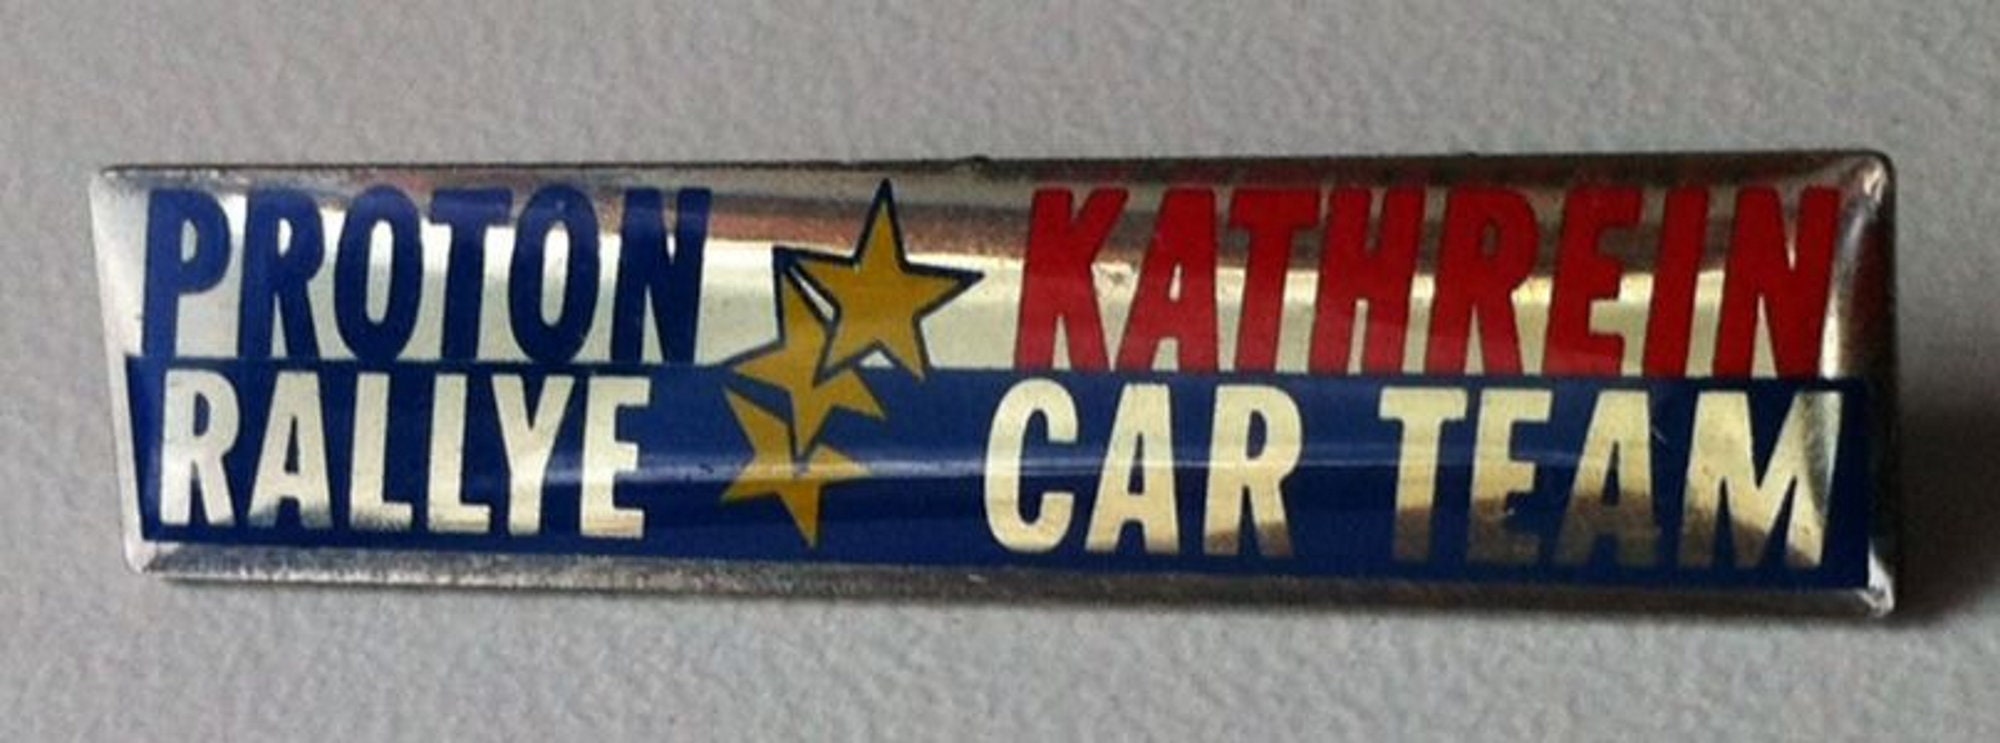 PROTON KATHREIN
RALLYE CAR TEAM